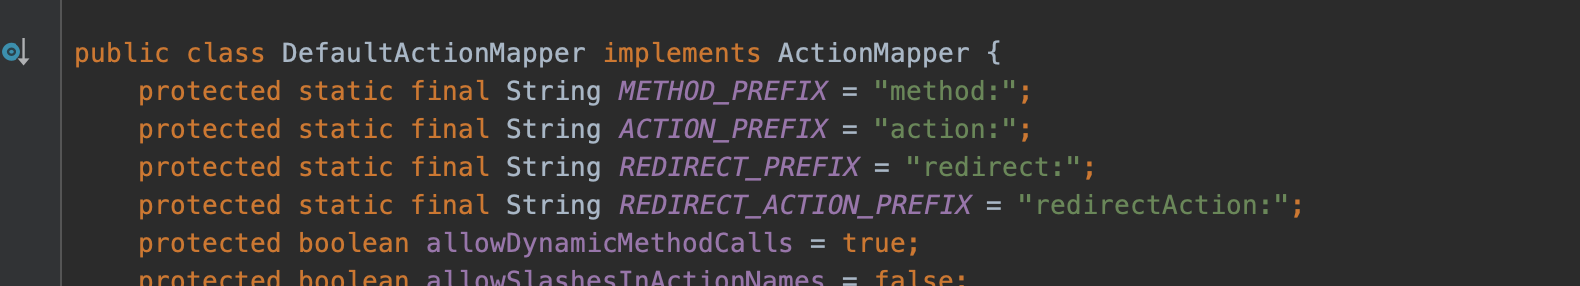 public class DefaultActionMapper implements ActionMapper {
protected static final String METHOD_PREFIX = "method:";
protected static final String ACTION_PREFIX = "action:";
protected static final String REDIRECT_PREFIX = "redirect:";
protected static final String REDIRECT_ACTION_PREFIX = "redirectAction:";
protected boolean allowDynamicMethodCalls = true;
protected boolean allowSlashesInActionNames = false;